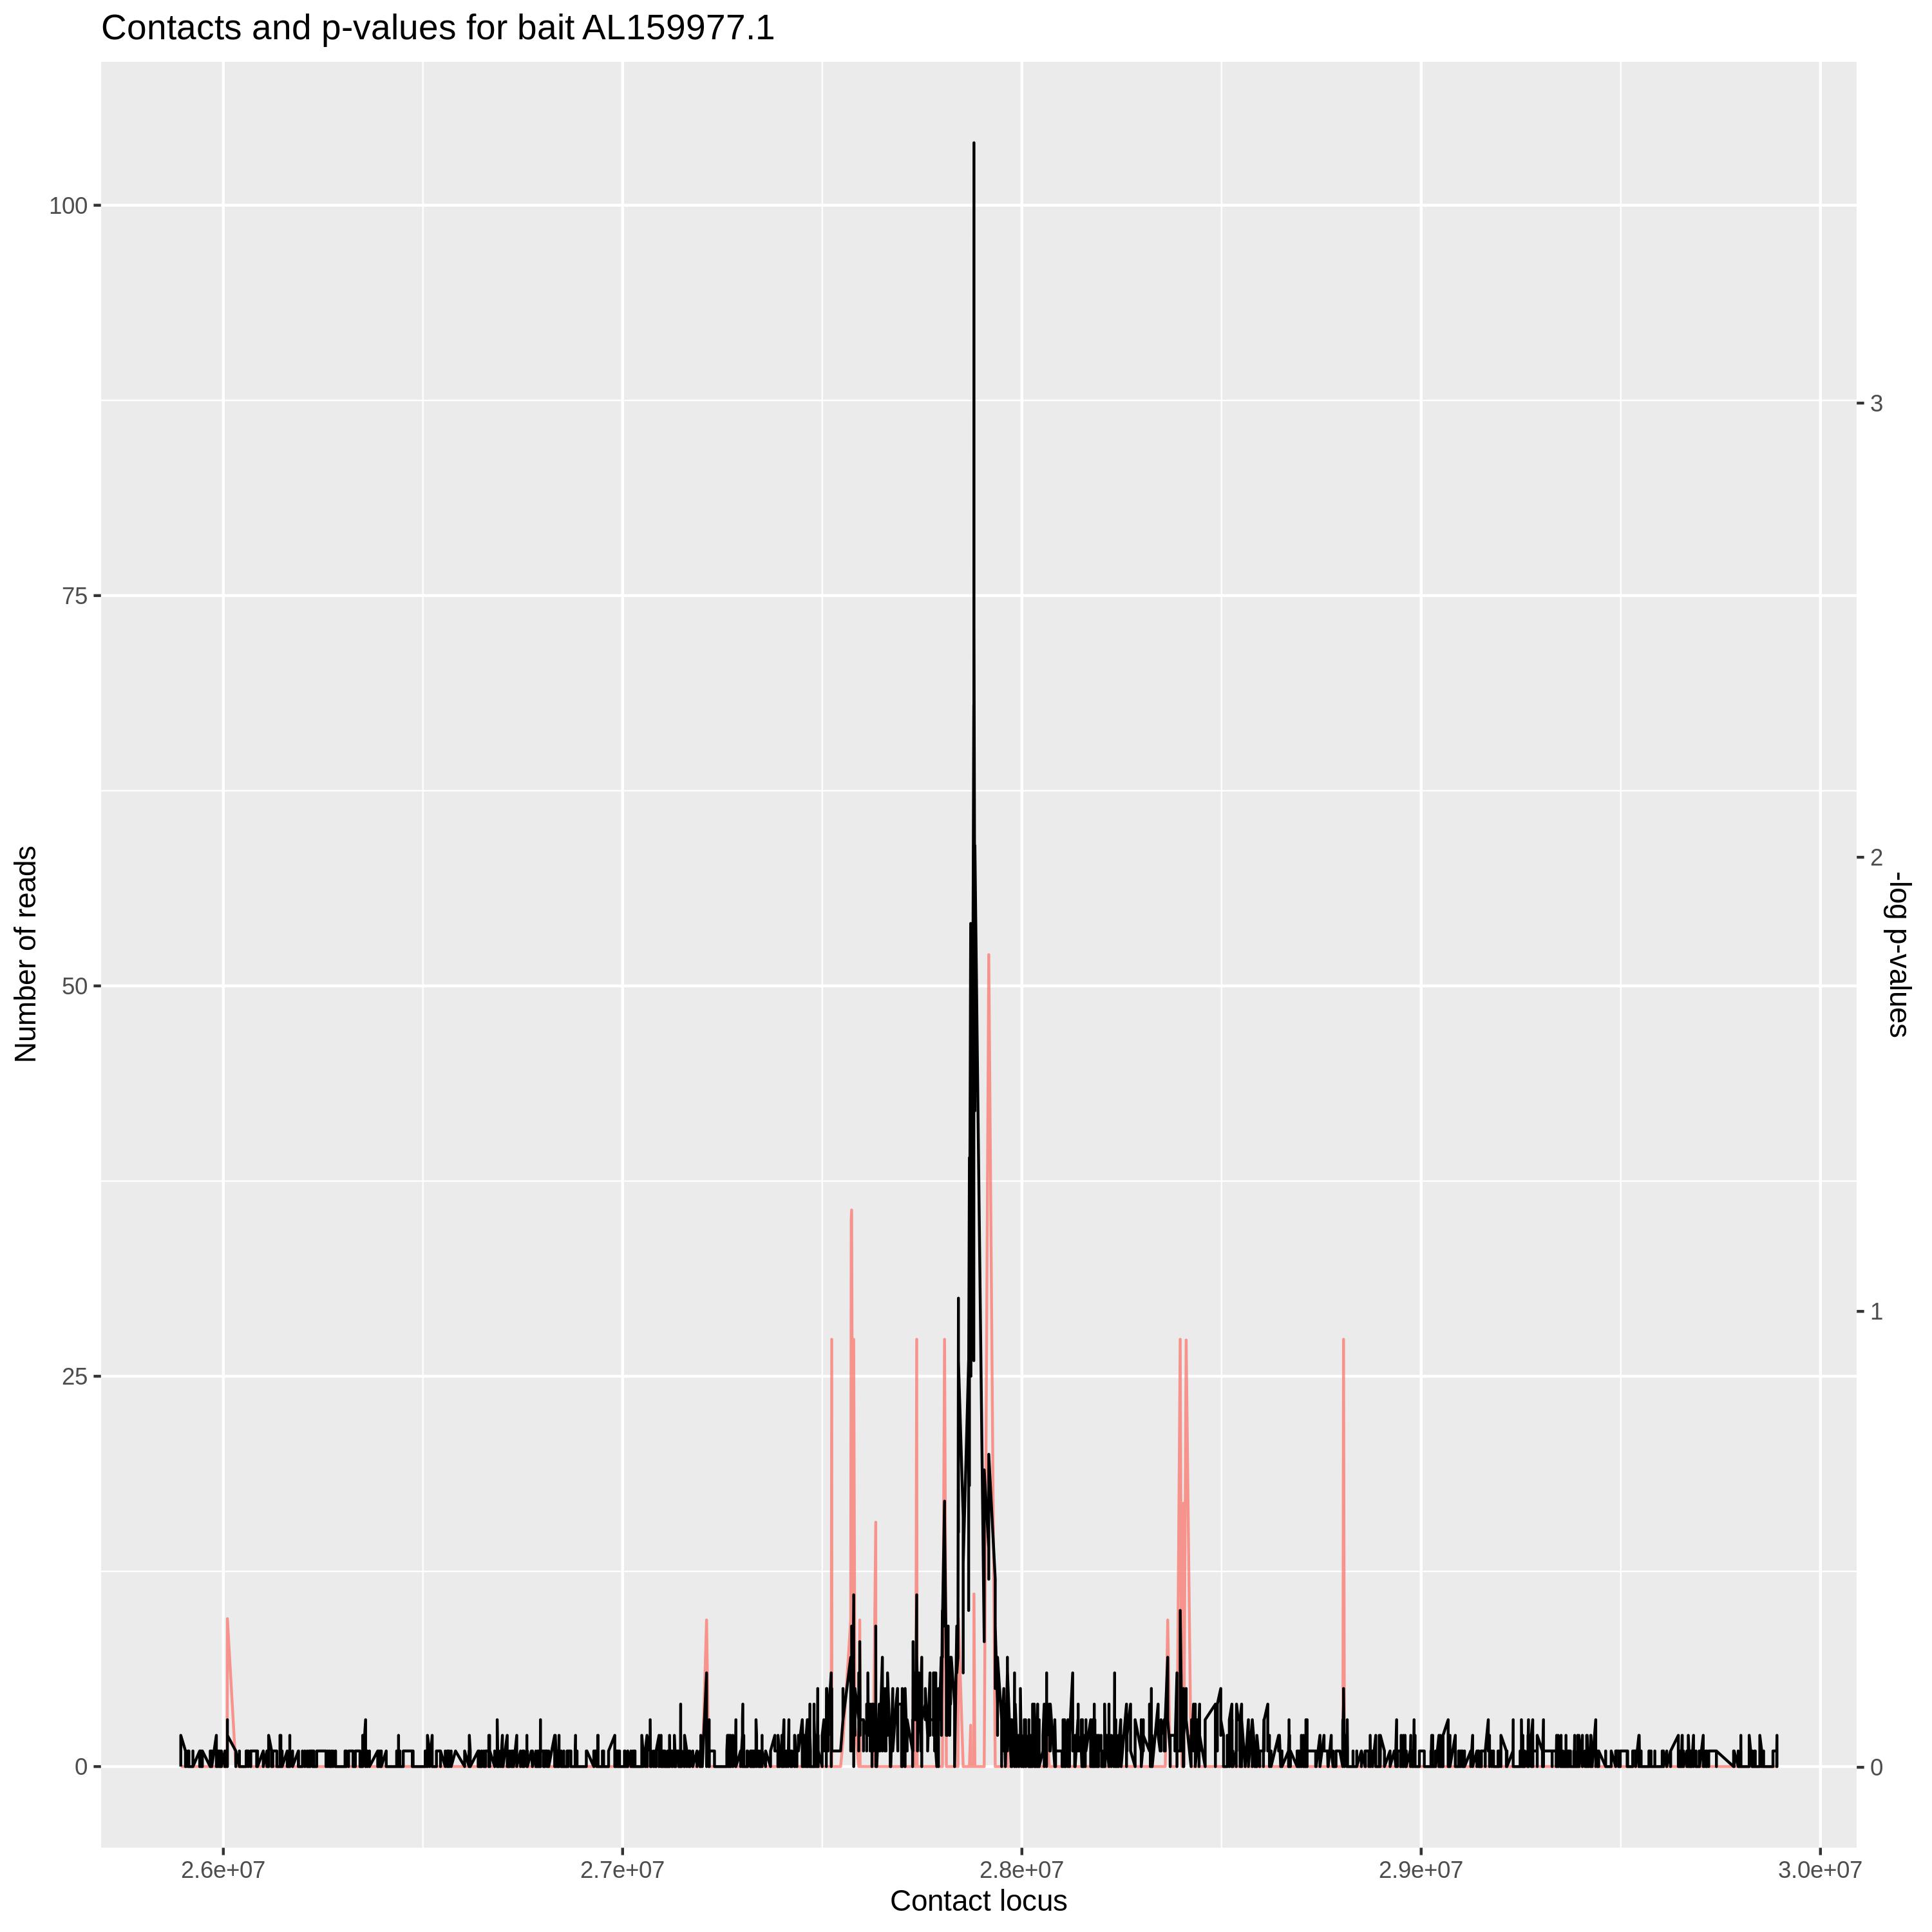 Contacts and p-values for bait AL159977.1
100
75
50
25
0
Number of reads
3
2
1
0
-log p-values
2.6e+07
2.7e+07
2.8e+07
2.9e+07
3.0e+07
Contact locus